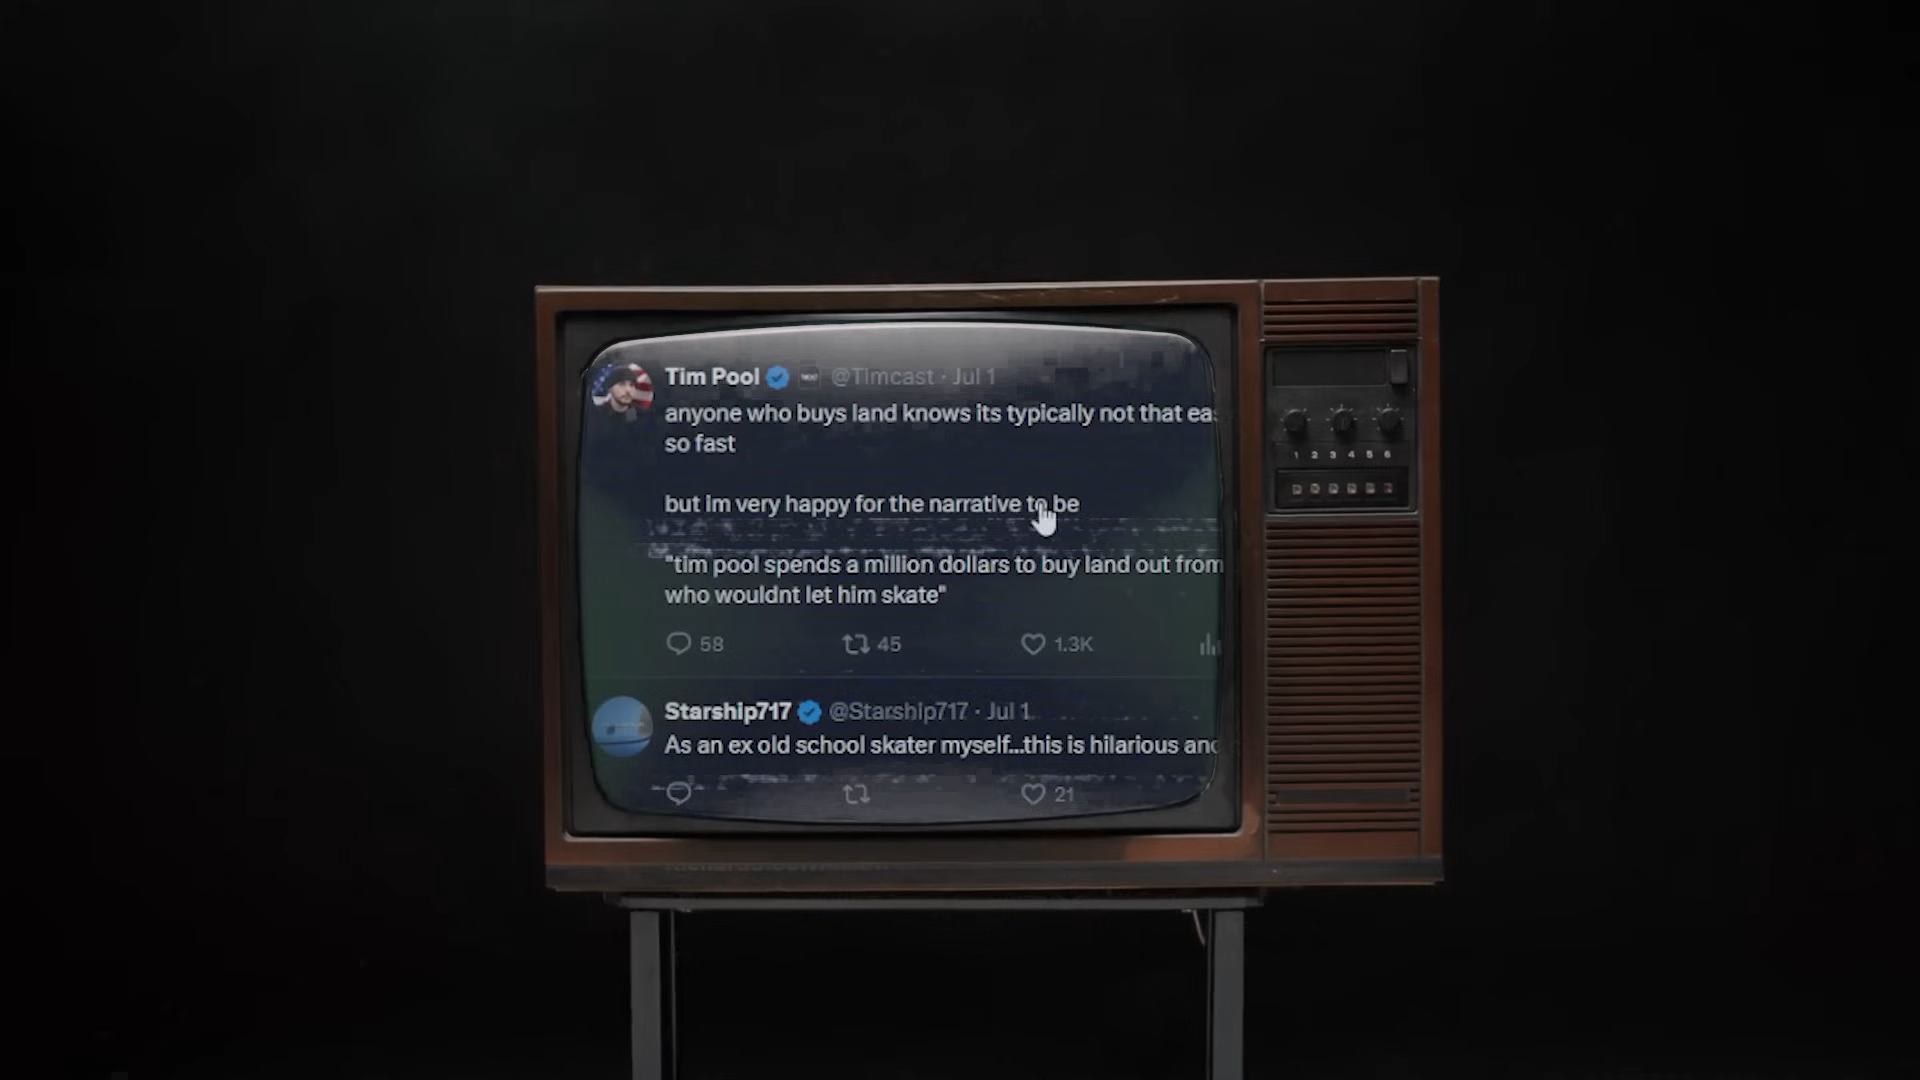 Tim Pool @Timcast · Jul 1
anyone who buys land knows its typically not that
so fast
but im very happy for the narrative to be
"tim pool spends a million dollars to buy land out from
who wouldnt let him skate"
58 45 1.3K
Starship717 @Starship717 · Jul 1
As an ex old school skater myself...this is hilarious
21
1 2 3 4 5 6